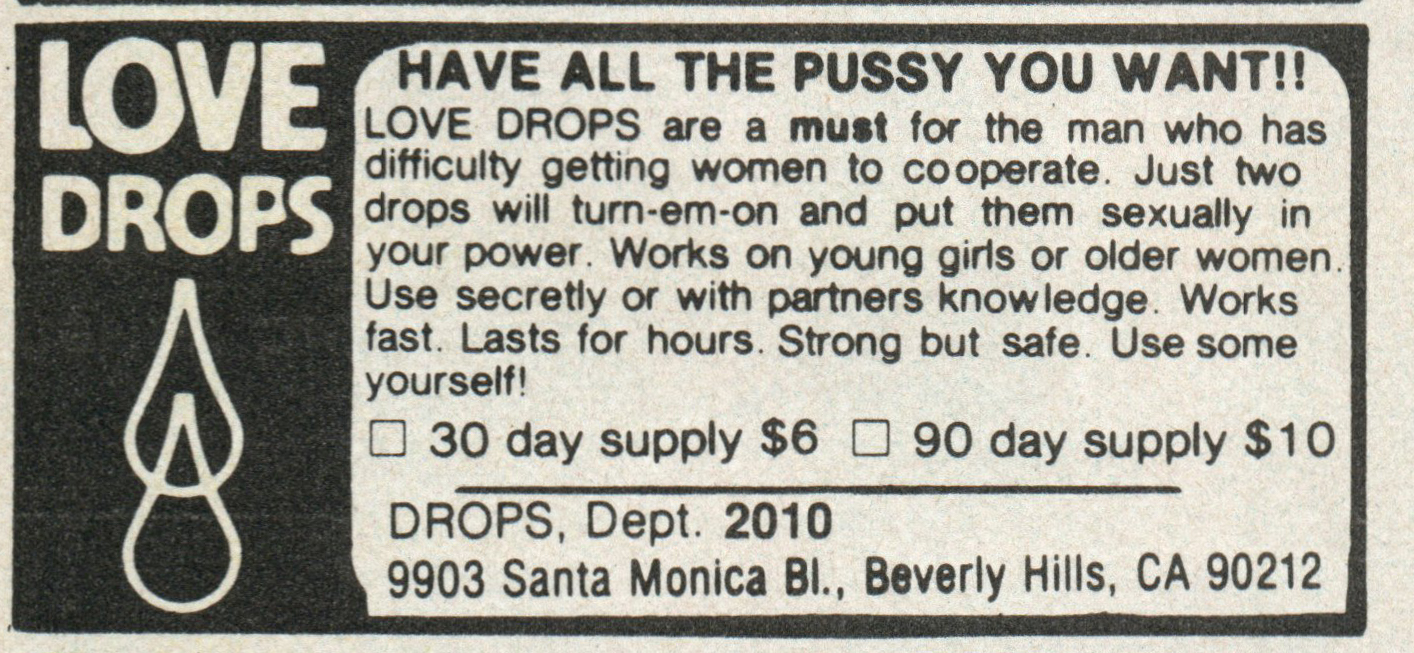 LOVE
DROPS
HAVE ALL THE PUSSY YOU WANT!!
LOVE DROPS are a must for the man who has
difficulty getting women to cooperate. Just two
drops will turn-em-on and put them sexually in
your power. Works on young girls or older women.
Use secretly or with partners knowledge. Works
fast. Lasts for hours. Strong but safe. Use some
yourself!
☐ 30 day supply $6 ☐ 90 day supply $10
DROPS, Dept. 2010
9903 Santa Monica Bl., Beverly Hills, CA 90212